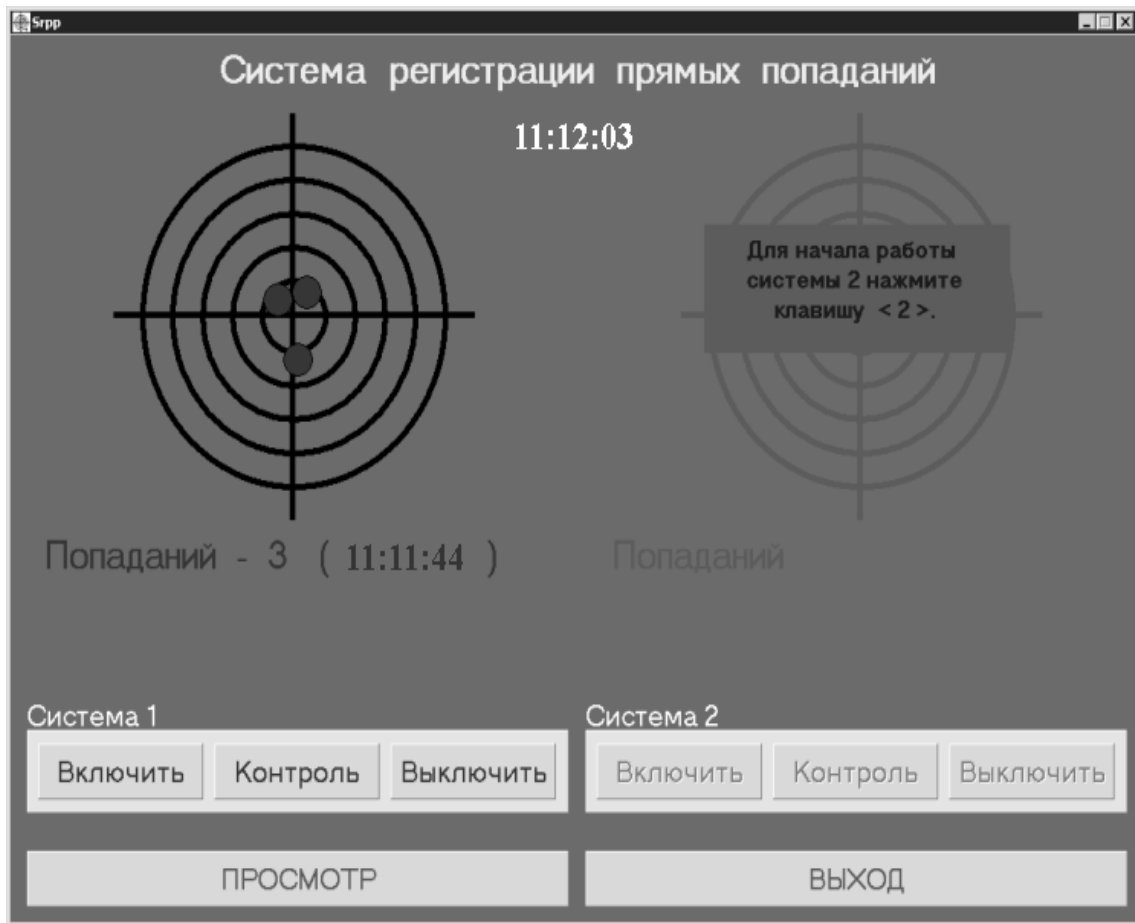 Srpp
Система регистрации прямых попаданий
11:12:03
Для начала работы
системы 2 нажмите
клавишу < 2 >.
Попаданий - 3 ( 11:11:44 )
Попаданий
Система 1
Система 2
Включить
Контроль
Выключить
Включить
Контроль
Выключить
ПРОСМОТР
ВЫХОД